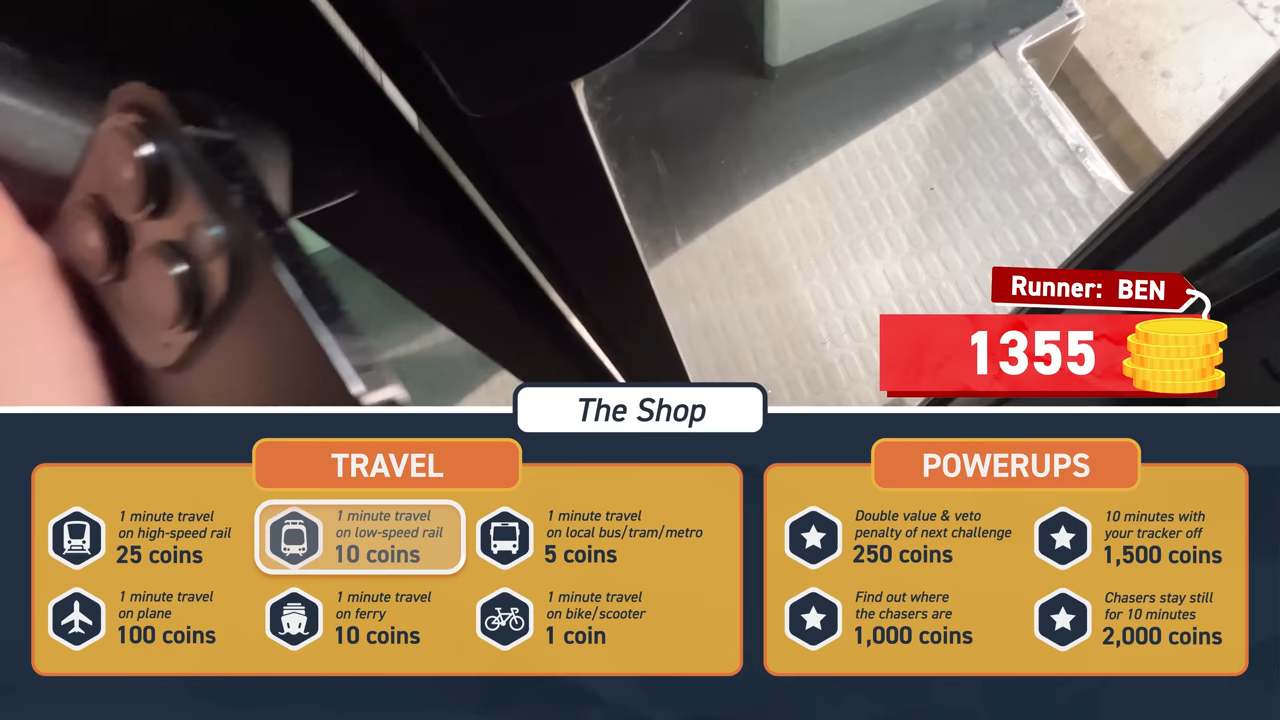 Runner: BEN
1355
The Shop
TRAVEL
1 minute travel
on high-speed rail
25 coins
1 minute travel
on low-speed rail
10 coins
1 minute travel
on local bus/tram/metro
5 coins
1 minute travel
on plane
100 coins
1 minute travel
on ferry
10 coins
1 minute travel
on bike/scooter
1 coin
POWERUPS
Double value & veto
penalty of next challenge
250 coins
10 minutes with
your tracker off
1,500 coins
Find out where
the chasers are
1,000 coins
Chasers stay still
for 10 minutes
2,000 coins